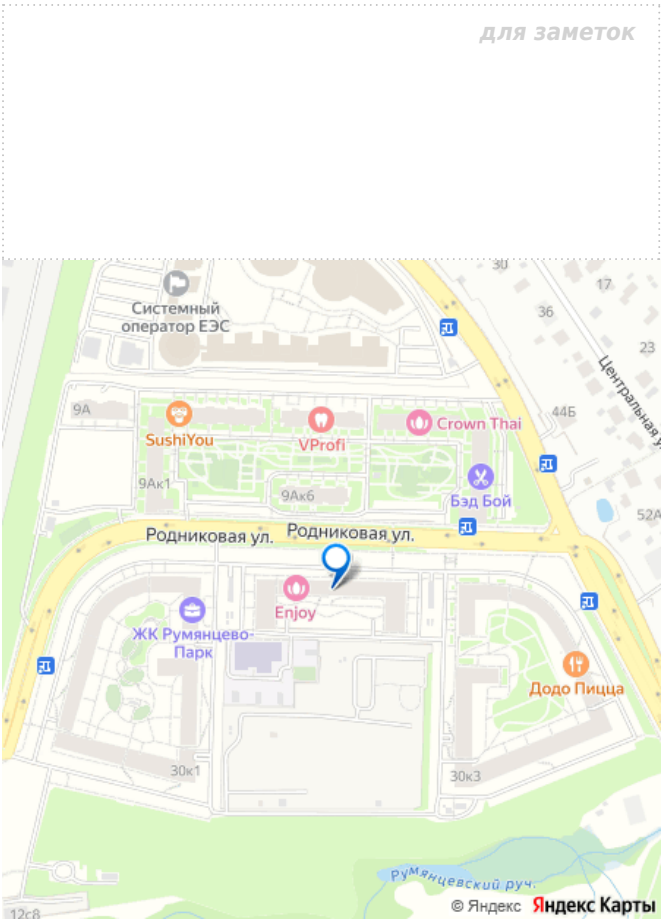 для заметок
30
17
Системный
оператор ЕЭС
36
23
Центральная у
9А
SushiYou
VProfi
Crown Thai
44Б
9Ак1
9Ак6
Бэд Бой
52А
Родниковая ул.
Родниковая ул.
Enjoy
ЖК Румянцево-
Парк
Додо Пицца
30к1
30к3
Румянцевский руч.
12с8
© Яндекс Яндекс Карты